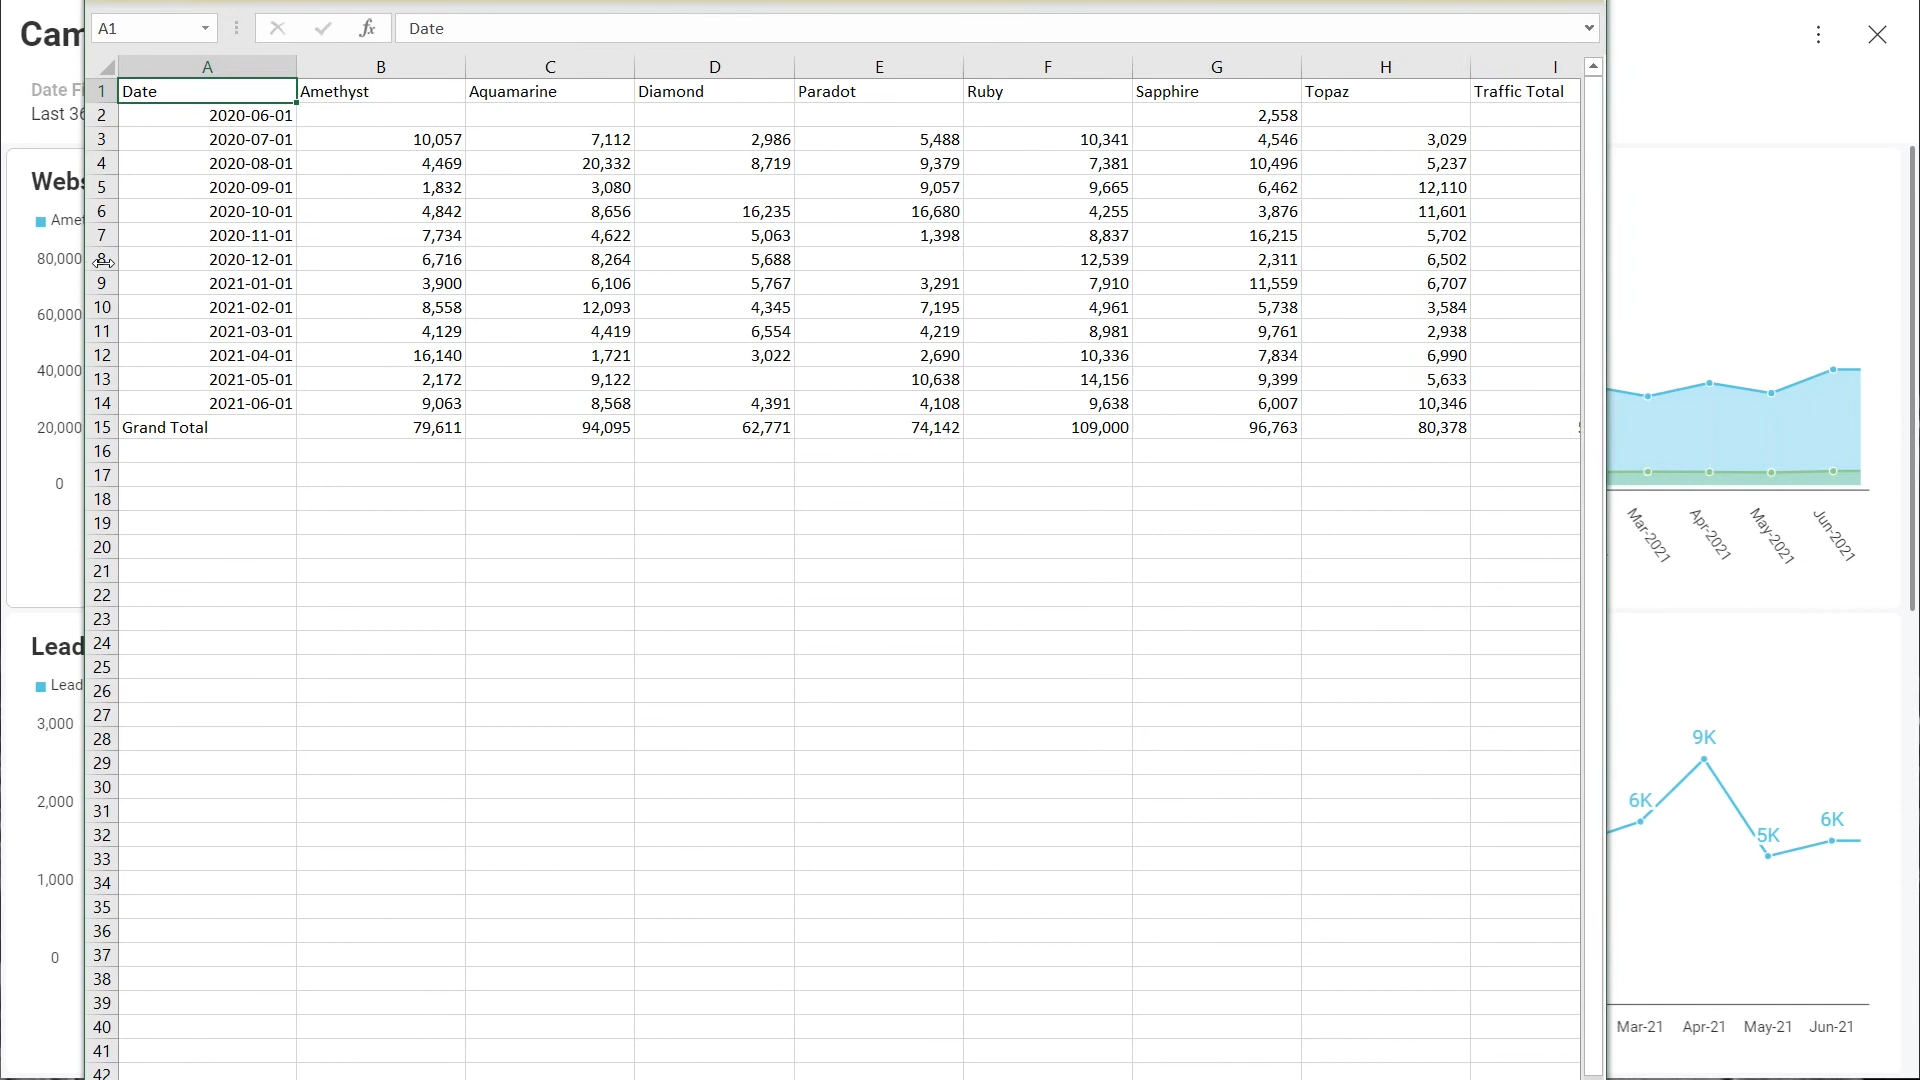 A1
fx
Date
A B C D E F G H I
1 Date Amethyst Aquamarine Diamond Paradot Ruby Sapphire Topaz Traffic Total
2 2020-06-01 2,558
3 2020-07-01 10,057 7,112 2,986 5,488 10,341 4,546 3,029
4 2020-08-01 4,469 20,332 8,719 9,379 7,381 10,496 5,237
5 2020-09-01 1,832 3,080 9,057 9,665 6,462 12,110
6 2020-10-01 4,842 8,656 16,235 16,680 4,255 3,876 11,601
7 2020-11-01 7,734 4,622 5,063 1,398 8,837 16,215 5,702
8 2020-12-01 6,716 8,264 5,688 12,539 2,311 6,502
9 2021-01-01 3,900 6,106 5,767 3,291 7,910 11,559 6,707
10 2021-02-01 8,558 12,093 4,345 7,195 4,961 5,738 3,584
11 2021-03-01 4,129 4,419 6,554 4,219 8,981 9,761 2,938
12 2021-04-01 16,140 1,721 3,022 2,690 10,336 7,834 6,990
13 2021-05-01 2,172 9,122 10,638 14,156 9,399 5,633
14 2021-06-01 9,063 8,568 4,391 4,108 9,638 6,007 10,346
15 Grand Total 79,611 94,095 62,771 74,142 109,000 96,763 80,378
16
17
18
19
20
21
22
23
24
25
26
27
28
29
30
31
32
33
34
35
36
37
38
39
40
41
42
Cam
Date Fi
Last 36
Webs
Amet
80,000
60,000
40,000
20,000
0
Mar-2021 Apr-2021 May-2021 Jun-2021
Lead
Lead
3,000
2,000
1,000
0
6K
9K
5K
6K
Mar-21 Apr-21 May-21 Jun-21